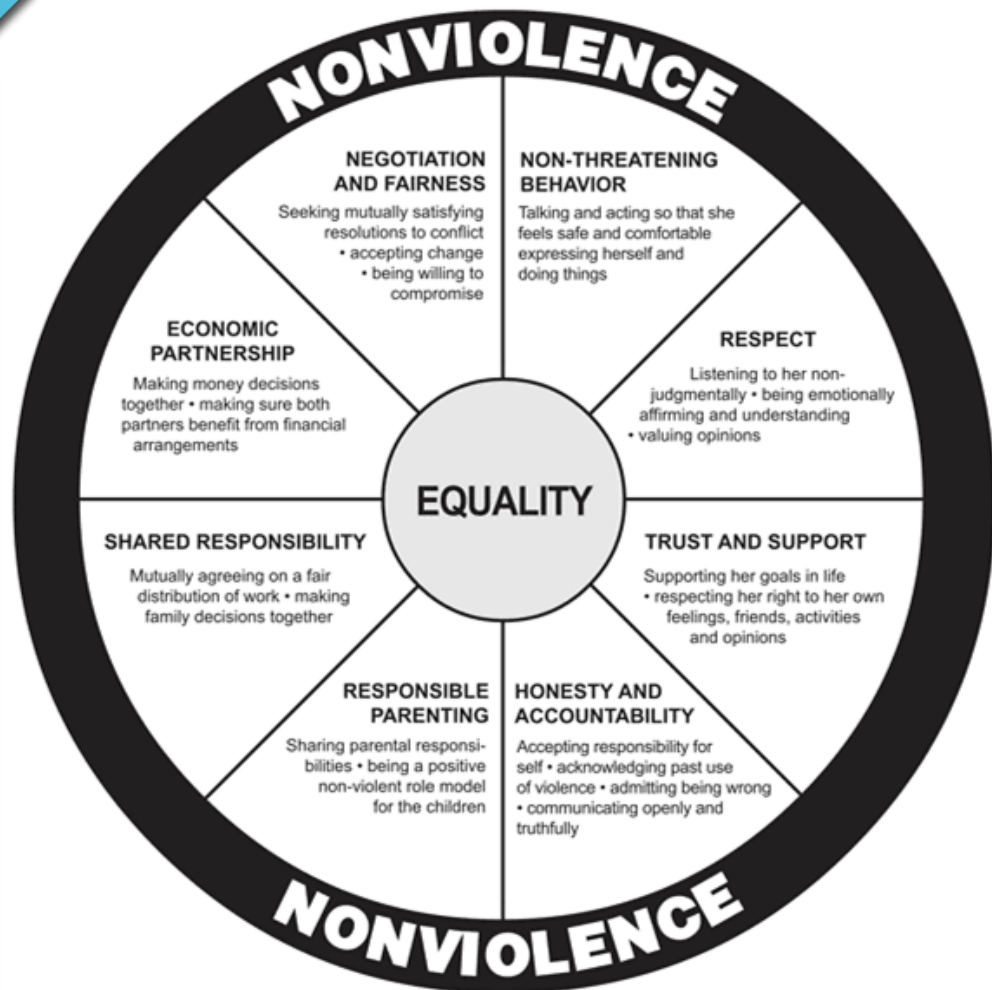 NONVIOLENCE
NEGOTIATION
AND FAIRNESS
Seeking mutually satisfying
resolutions to conflict
• accepting change
• being willing to
compromise
NON-THREATENING
BEHAVIOR
Talking and acting so that she
feels safe and comfortable
expressing herself and
doing things
ECONOMIC
PARTNERSHIP
Making money decisions
together • making sure both
partners benefit from financial
arrangements
RESPECT
Listening to her non-
judgmentally • being emotionally
affirming and understanding
• valuing opinions
EQUALITY
SHARED RESPONSIBILITY
Mutually agreeing on a fair
distribution of work • making
family decisions together
TRUST AND SUPPORT
Supporting her goals in life
• respecting her right to her own
feelings, friends, activities
and opinions
RESPONSIBLE
PARENTING
Sharing parental responsi-
bilities • being a positive
non-violent role model
for the children
HONESTY AND
ACCOUNTABILITY
Accepting responsibility for
self • acknowledging past use
of violence • admitting being wrong
• communicating openly and
truthfully
NONVIOLENCE